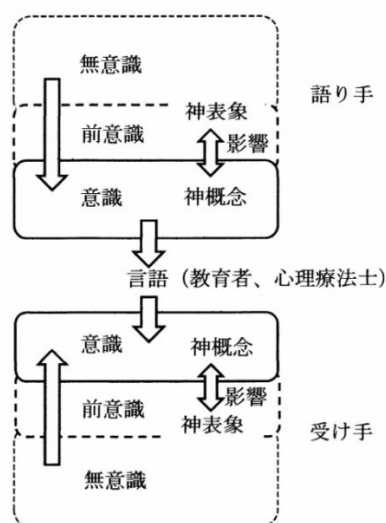 無意識
語り手
神表象
前意識
影響
意識
神概念
言語（教育者、心理療法士）
意識
神概念
影響
前意識
神表象
受け手
無意識